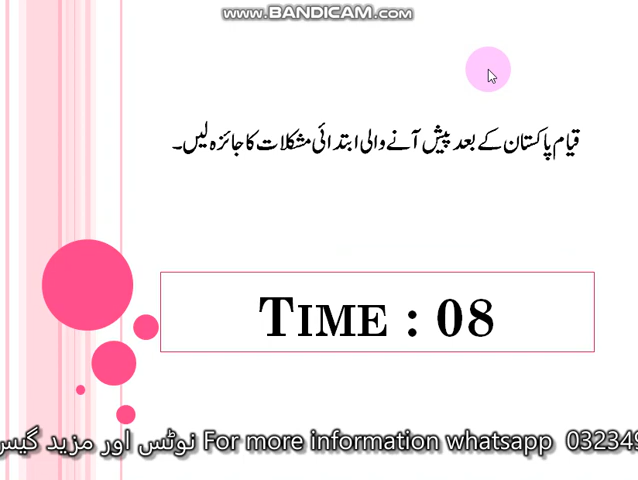 www.BANDICAM.com
قیام پاکستان کے بعد پیش آنے والی ابتدائی مشکلات کا جائزہ لیں۔
TIME : 08
نوٹس اور مزید گیس For more information whatsapp 032349